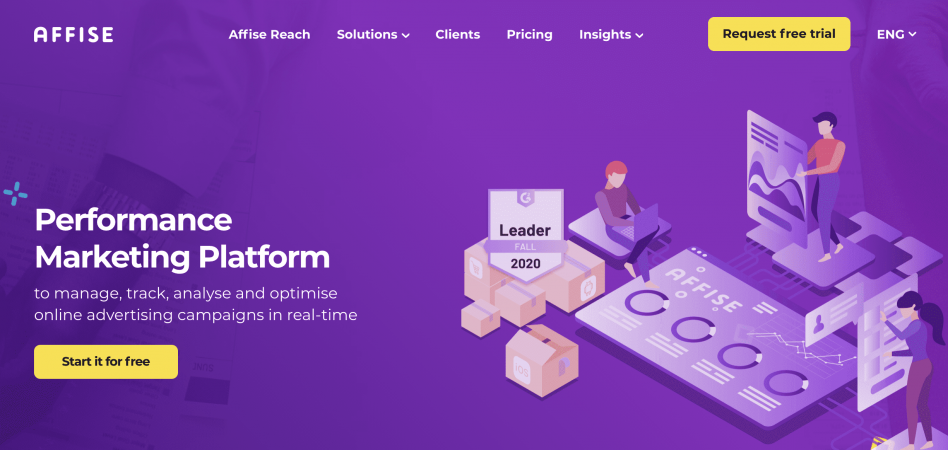 AFFISE
Affise Reach
Solutions
Clients
Pricing
Insights
Request free trial
ENG
Performance
Marketing Platform
to manage, track, analyse and optimise
online advertising campaigns in real-time
Start it for free
Leader
FALL
2020
AFFISE
iOS